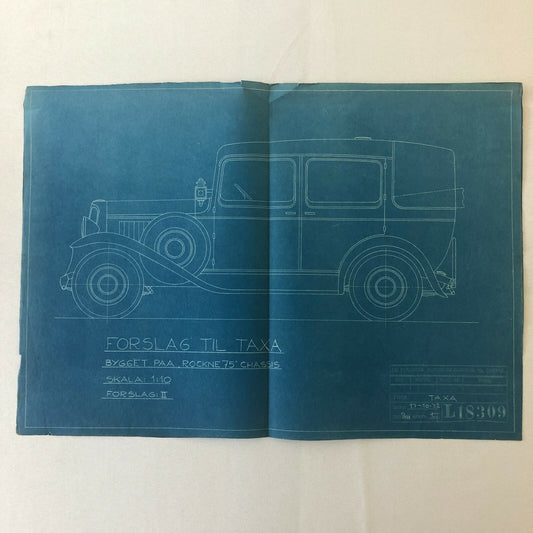 FORSLAG TIL TAXA
BYGGET PAA „ROCKNE 75" CHASSIS
SKALA: 1:10
FORSLAG: II
TAXA
L18309